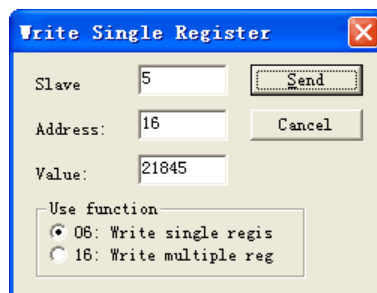 Write Single Register
Slave 5 Send
Address: 16 Cancel
Value: 21845
Use function
06: Write single regis
16: Write multiple reg